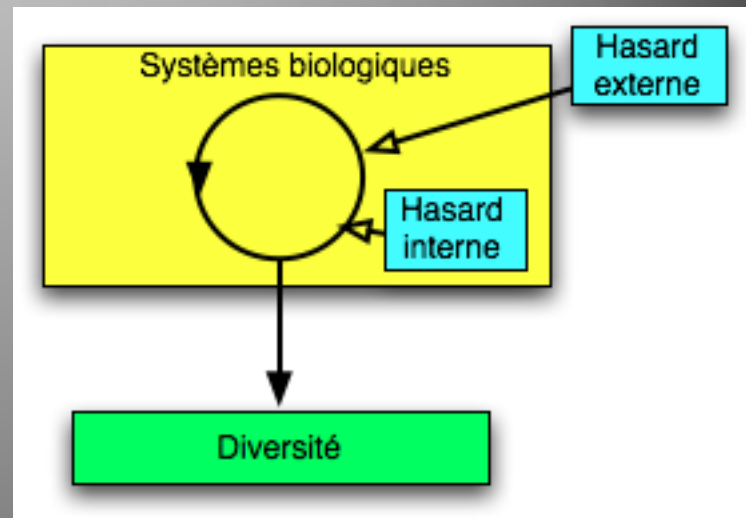 Systèmes biologiques
Hasard
externe
Hasard
interne
Diversité